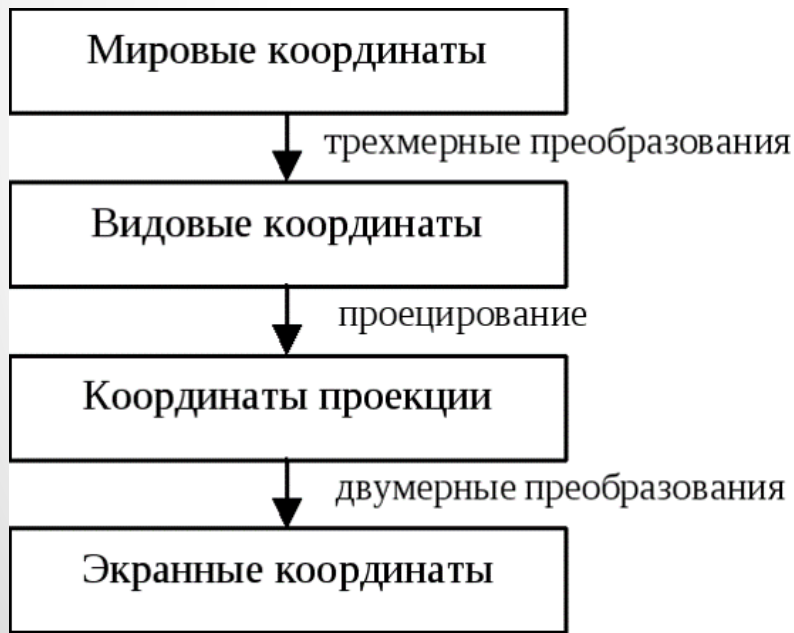 Мировые координаты
трехмерные преобразования
Видовые координаты
проецирование
Координаты проекции
двумерные преобразования
Экранные координаты